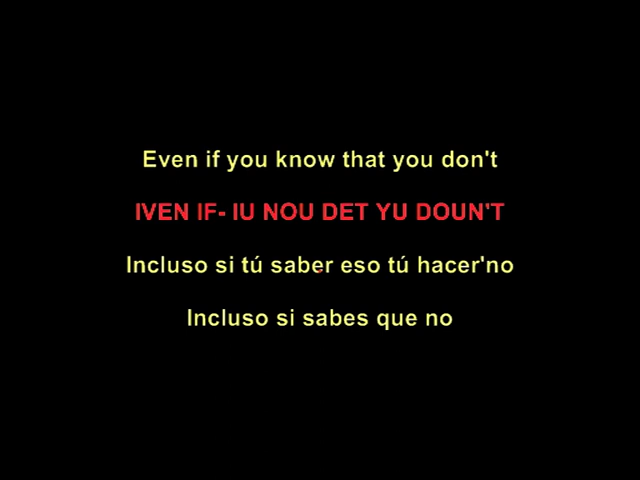 Even if you know that you don't
IVEN IF- IU NOU DET YU DOUN'T
Incluso si tú saber eso tú hacer'no
Incluso si sabes que no